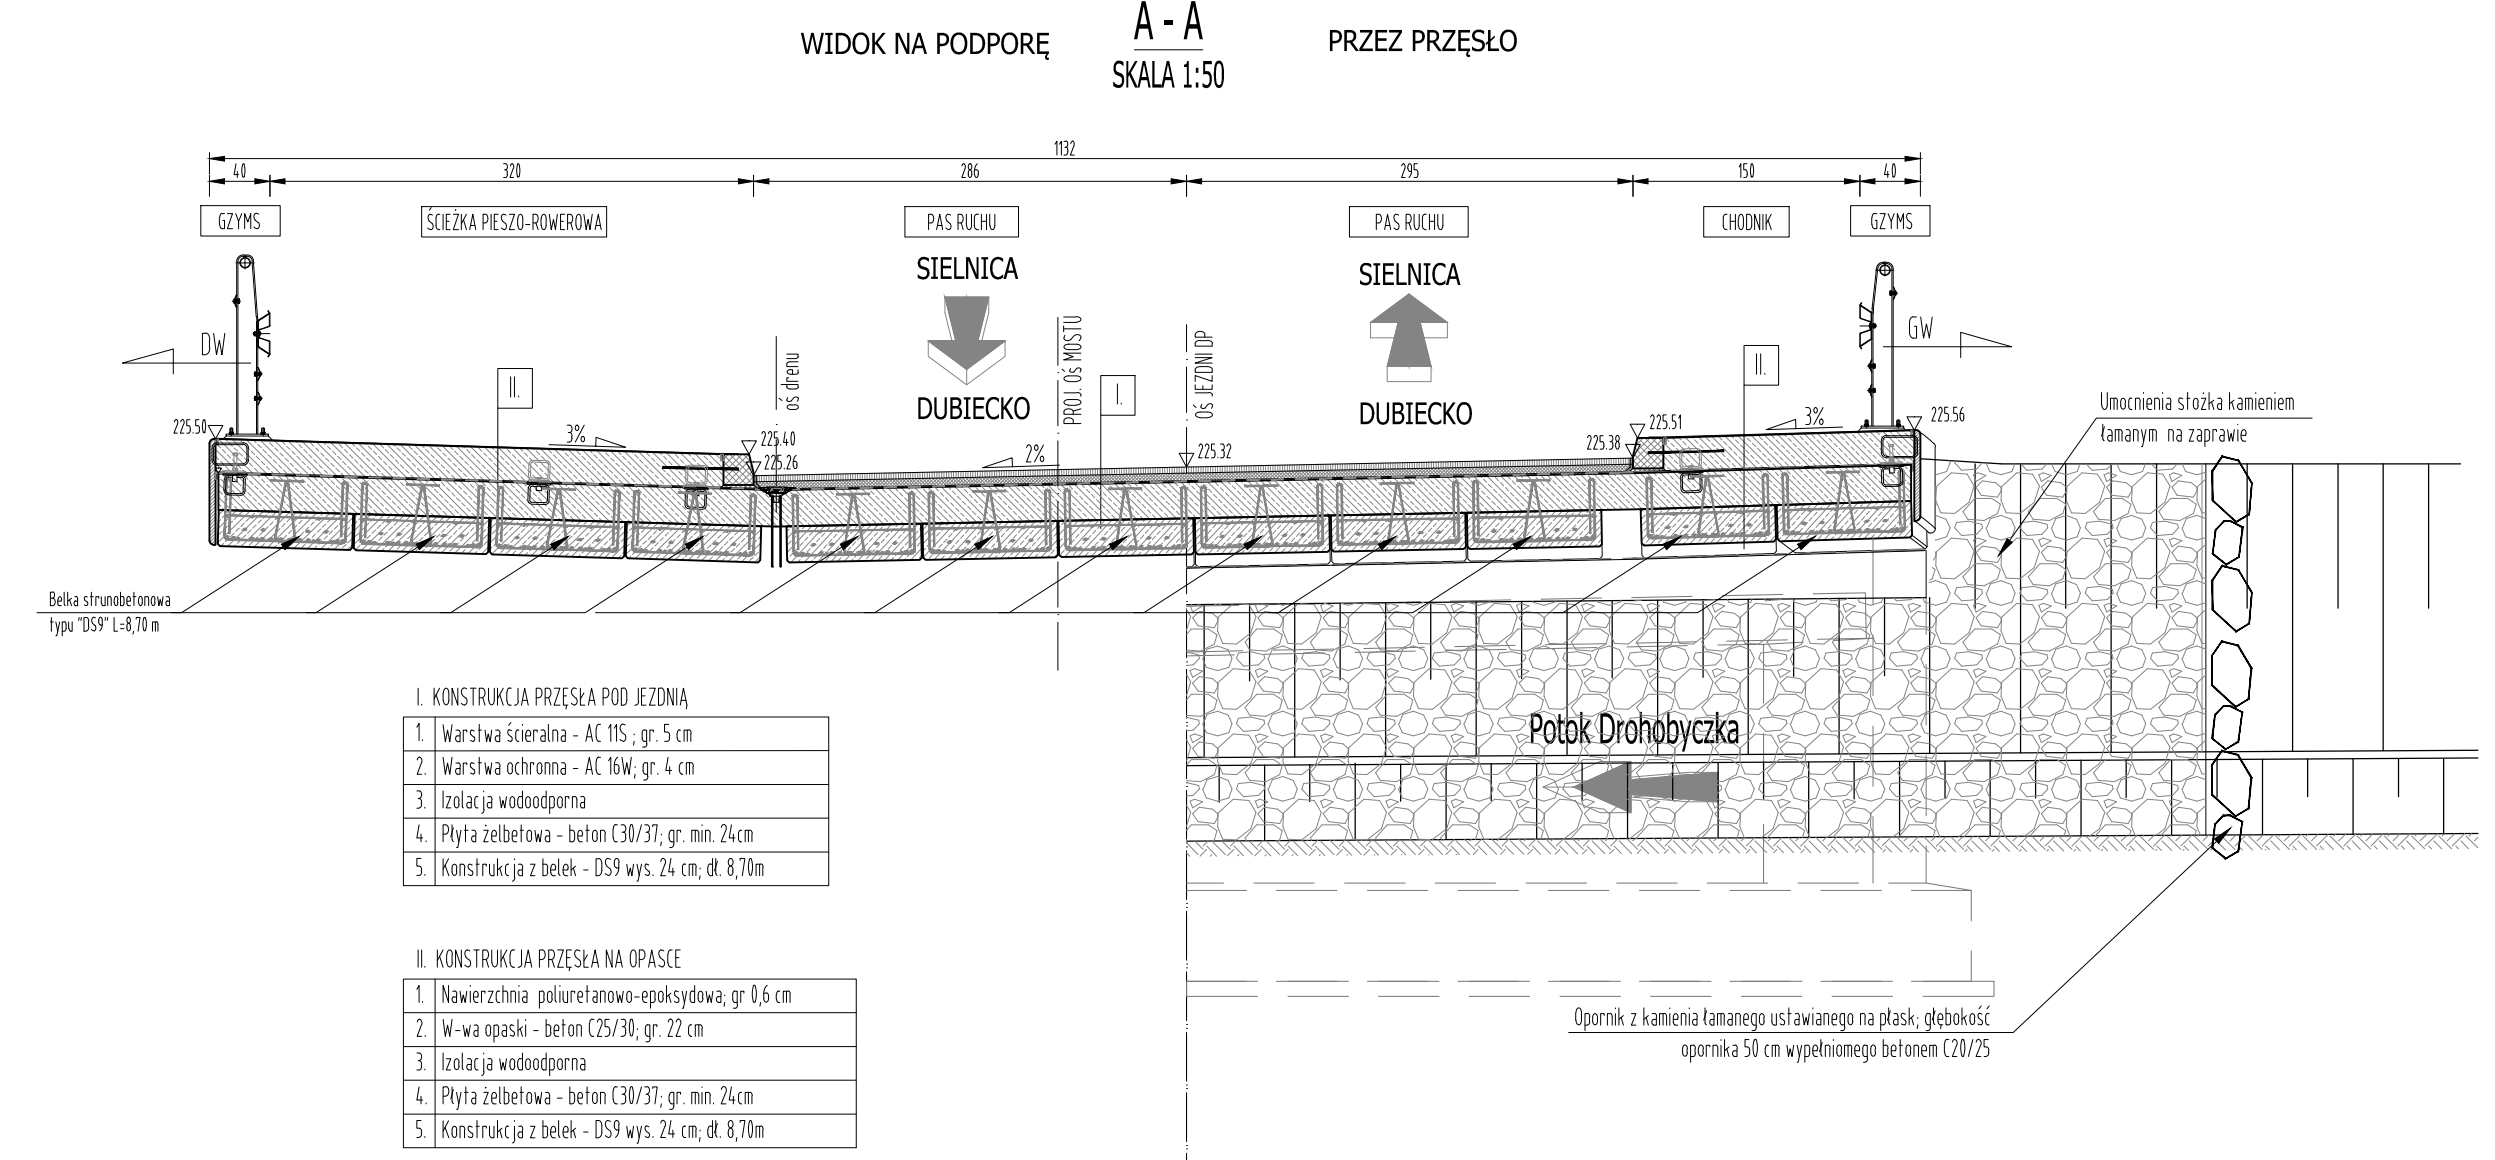 A - A
WIDOK NA PODPORĘ
PRZEZ PRZĘSŁO
SKALA 1:50
1132
40
320
286
295
150
40
GZYMS
ŚCIEŻKA PIESZO-ROWEROWA
PAS RUCHU
PAS RUCHU
CHODNIK
GZYMS
SIELNICA
SIELNICA
DUBIECKO
DUBIECKO
DW
GW
oś drenu
PROJ. Oś MOSTU
Oś JEZDNI DP
II.
I.
II.
225.50
3%
225.40
225.26
2%
225.32
225.38
225.51
3%
225.56
Umocnienia stożka kamieniem
łamanym na zaprawie
Belka strunobetonowa
typu "DS9" L=8,70 m
Potok Drohobyczka
I. KONSTRUKCJA PRZĘSŁA POD JEZDNIĄ
1. Warstwa ścieralna - AC 11S ; gr. 5 cm
2. Warstwa ochronna - AC 16W; gr. 4 cm
3. Izolacja wodoodporna
4. Płyta żelbetowa - beton C30/37; gr. min. 24cm
5. Konstrukcja z belek - DS9 wys. 24 cm; dł. 8,70m
II. KONSTRUKCJA PRZĘSŁA NA OPASCE
1. Nawierzchnia poliuretanowo-epoksydowa; gr 0,6 cm
2. W-wa opaski - beton C25/30; gr. 22 cm
3. Izolacja wodoodporna
4. Płyta żelbetowa - beton C30/37; gr. min. 24cm
5. Konstrukcja z belek - DS9 wys. 24 cm; dł. 8,70m
Opornik z kamienia łamanego ustawianego na płask; głębokość
opornika 50 cm wypełniomego betonem C20/25